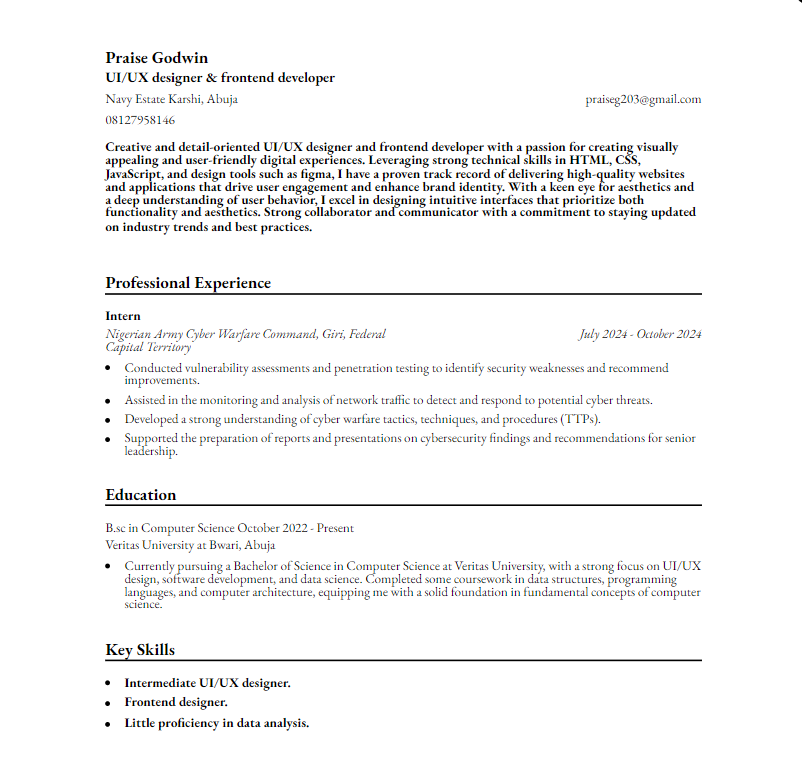 Praise Godwin
UI/UX designer & frontend developer
Navy Estate Karshi, Abuja praiseg203@gmail.com
08127958146
Creative and detail-oriented UI/UX designer and frontend developer with a passion for creating visually
appealing and user-friendly digital experiences. Leveraging strong technical skills in HTML, CSS,
JavaScript, and design tools such as figma, I have a proven track record of delivering high-quality websites
and applications that drive user engagement and enhance brand identity. With a keen eye for aesthetics and
a deep understanding of user behavior, I excel in designing intuitive interfaces that prioritize both
functionality and aesthetics. Strong collaborator and communicator with a commitment to staying updated
on industry trends and best practices.
Professional Experience
Intern
Nigerian Army Cyber Warfare Command, Giri, Federal July 2024 - October 2024
Capital Territory
• Conducted vulnerability assessments and penetration testing to identify security weaknesses and recommend
improvements.
• Assisted in the monitoring and analysis of network traffic to detect and respond to potential cyber threats.
• Developed a strong understanding of cyber warfare tactics, techniques, and procedures (TTPs).
• Supported the preparation of reports and presentations on cybersecurity findings and recommendations for senior
leadership.
Education
B.sc in Computer Science October 2022 - Present
Veritas University at Bwari, Abuja
• Currently pursuing a Bachelor of Science in Computer Science at Veritas University, with a strong focus on UI/UX
design, software development, and data science. Completed some coursework in data structures, programming
languages, and computer architecture, equipping me with a solid foundation in fundamental concepts of computer
science.
Key Skills
• Intermediate UI/UX designer.
• Frontend designer.
• Little proficiency in data analysis.